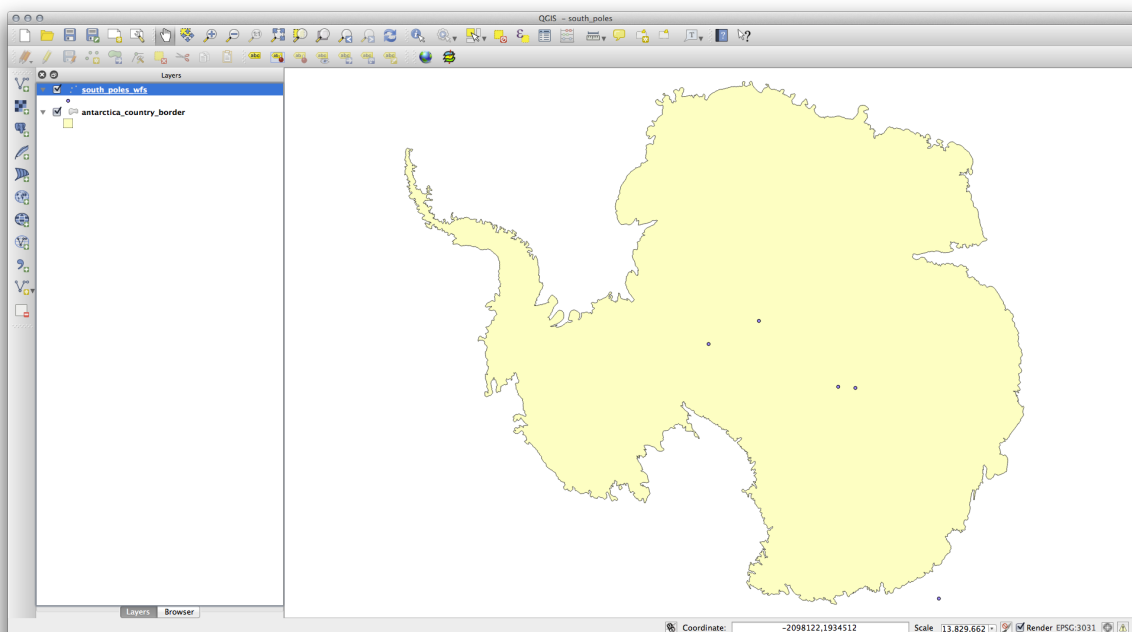 QGIS - south_poles
Layers
south_poles_wfs
antarctica_country_border
Layers Browser
Coordinate: -2098122,1934512 Scale 13,829,662 Render EPSG:3031